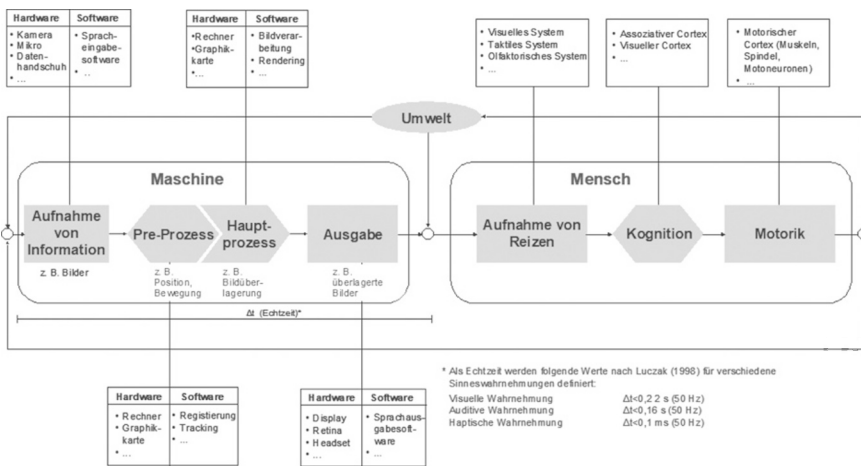 Hardware Software
• Kamera
• Mikro
• Daten-
handschuh
• ...
• Sprach-
eingabe-
software
• ..
Hardware Software
•Rechner
•Graphik-
karte
•...
• Bildverar-
beitung
• Rendering
• ...
• Visuelles System
• Taktiles System
• Olfaktorisches System
• ...
• Assoziativer Cortex
• Visueller Cortex
• ...
• Motorischer
Cortex (Muskeln,
Spindel,
Motoneuronen)
• ...
Umwelt
Maschine
Aufnahme
von
Information
z. B. Bilder
Pre-Prozess
z. B.
Position,
Bewegung
Haupt-
prozess
z. B.
Bildüber-
lagerung
Ausgabe
z. B.
überlagerte
Bilder
Δt (Echtzeit)*
Mensch
Aufnahme von
Reizen
Kognition
Motorik
Hardware Software
• Rechner
• Graphik-
karte
• ...
• Registierung
• Tracking
• ...
Hardware Software
• Display
• Retina
• Headset
• ...
• Sprachaus-
gabesoft-
ware
• ...
* Als Echtzeit werden folgende Werte nach Luczak (1998) für verschiedene
Sinneswahrnehmungen definiert:
Visuelle Wahrnehmung Δt<0,22 s (50 Hz)
Auditive Wahrnehmung Δt<0,16 s (50 Hz)
Haptische Wahrnehmung Δt<0,1 ms (50 Hz)